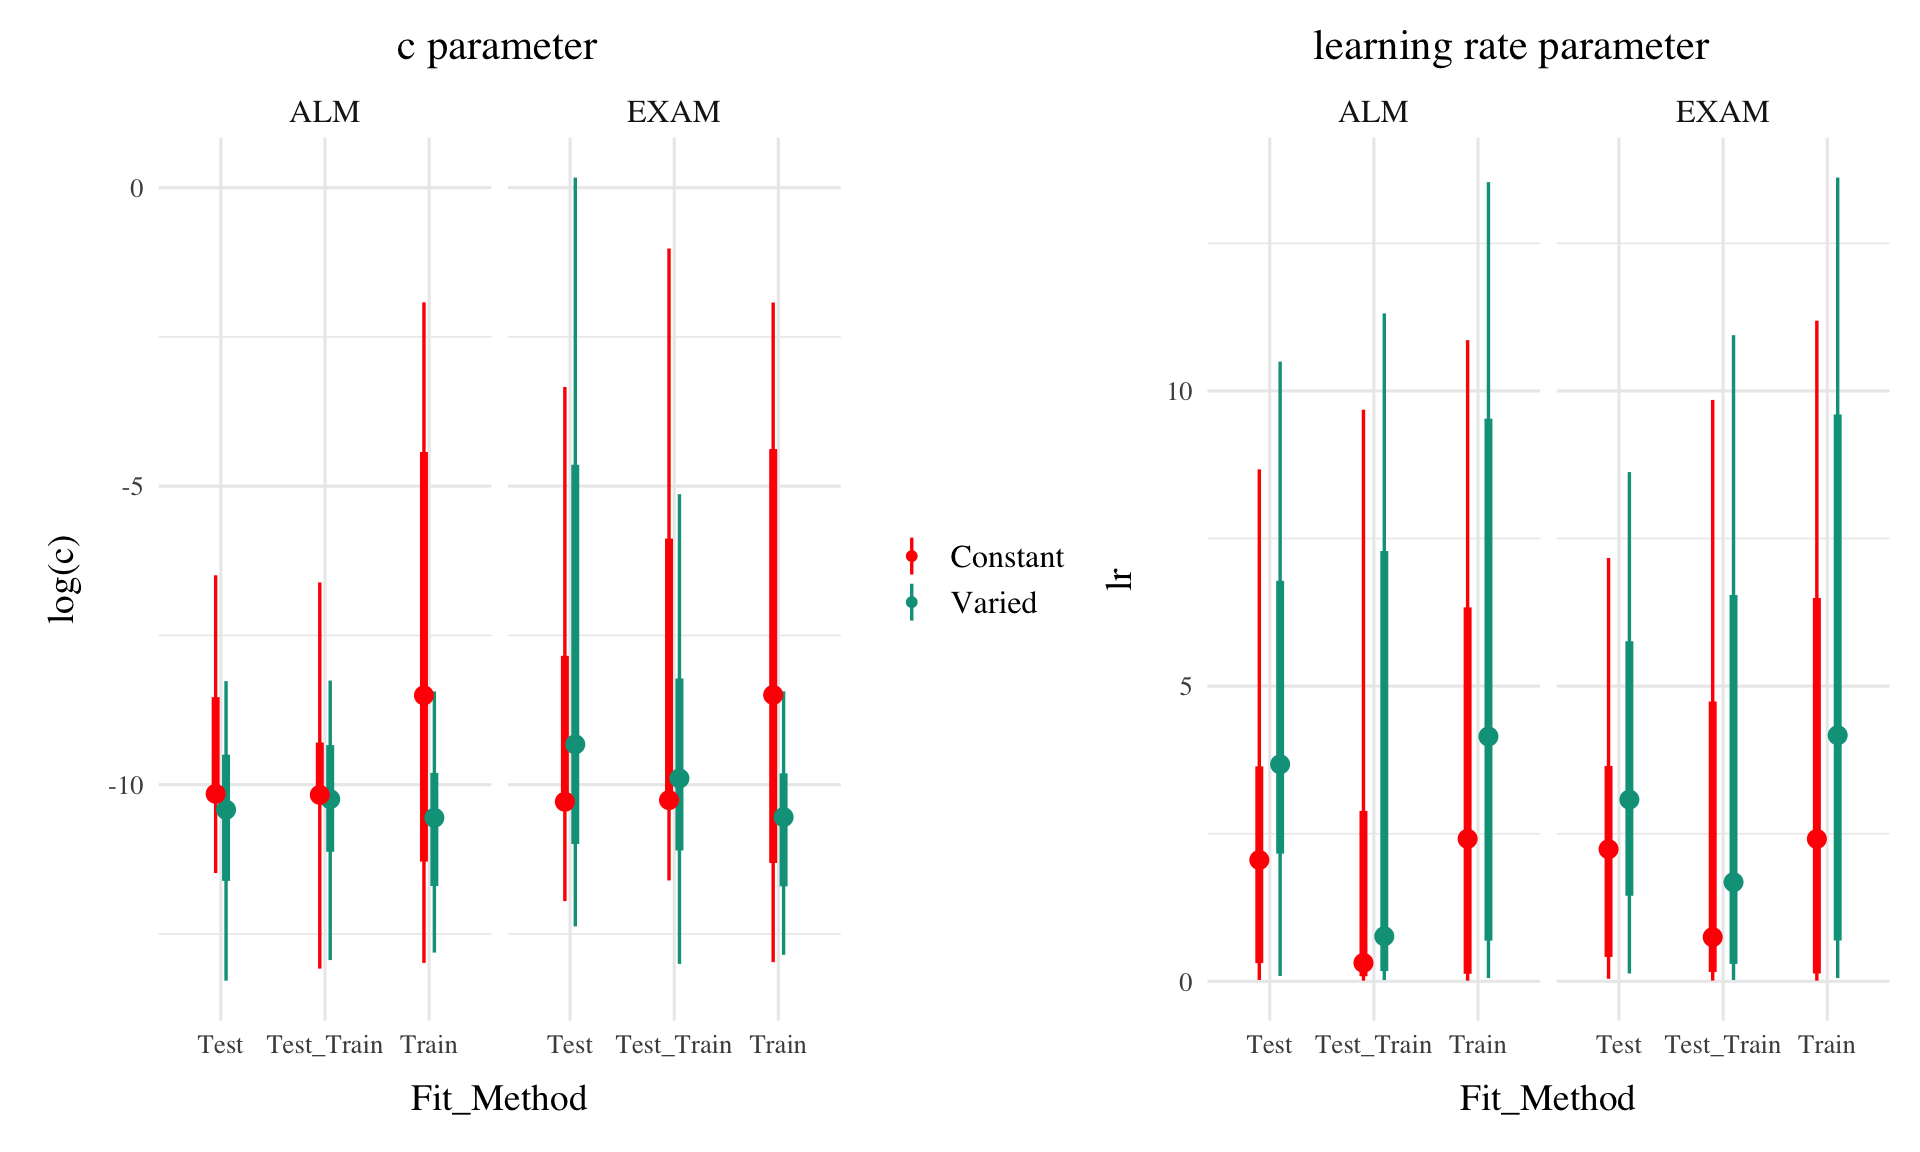 c parameter
ALM EXAM
0
-5
-10
log(c)
Test Test_Train Train Test Test_Train Train
Fit_Method
Constant
Varied
learning rate parameter
ALM EXAM
10
5
0
lr
Test Test_Train Train Test Test_Train Train
Fit_Method